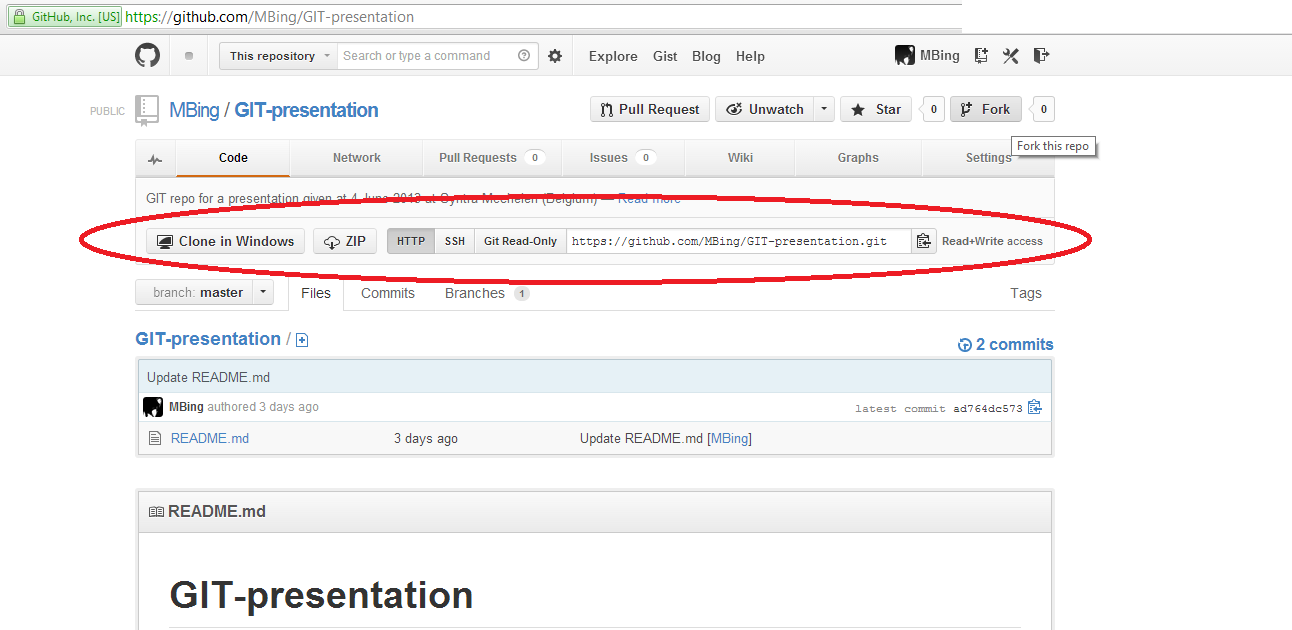 GitHub, Inc. [US] https://github.com/MBing/GIT-presentation
This repository Search or type a command Explore Gist Blog Help MBing
PUBLIC MBing / GIT-presentation Pull Request Unwatch Star 0 Fork 0
Fork this repo
Code Network Pull Requests 0 Issues 0 Wiki Graphs Settings
GIT repo for a presentation given at 4 June 2013 at Syntra Mechelen (Belgium) — Read more
Clone in Windows ZIP HTTP SSH Git Read-Only https://github.com/MBing/GIT-presentation.git Read+Write access
branch: master Files Commits Branches 1 Tags
GIT-presentation /
2 commits
Update README.md
MBing authored 3 days ago latest commit ad764dc573
README.md 3 days ago Update README.md [MBing]
README.md
GIT-presentation